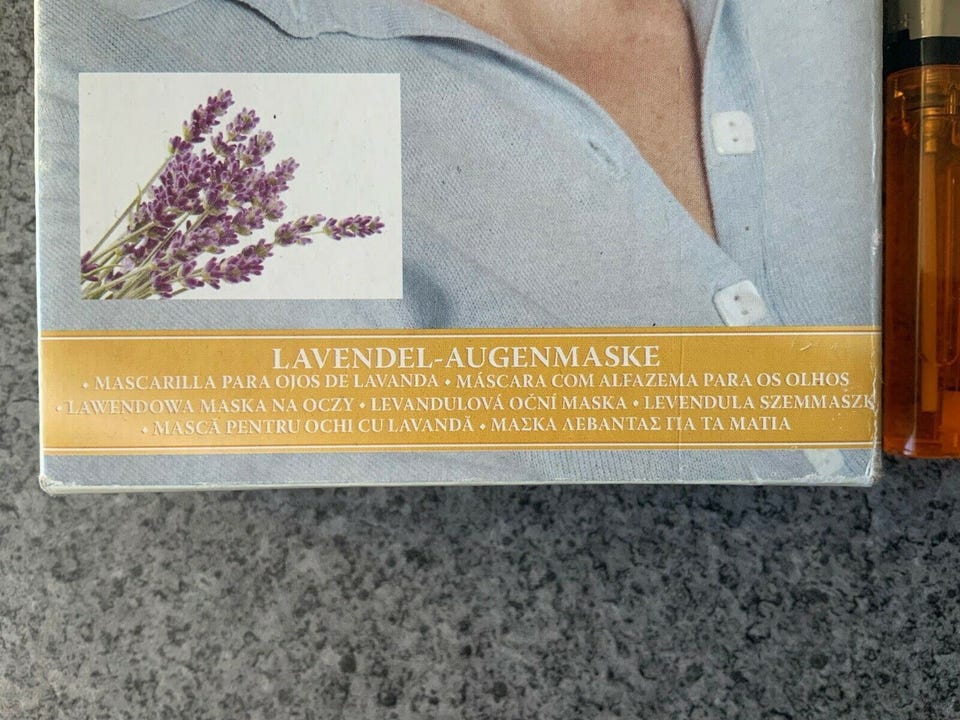 LAVENDEL-AUGENMASKE
• MASCARILLA PARA OJOS DE LAVANDA • MÁSCARA COM ALFAZEMA PARA OS OLHOS
• LAWENDOWA MASKA NA OCZY • LEVANDULOVÁ OČNÍ MASKA • LEVENDULA SZEMMASZK
• MASCĂ PENTRU OCHI CU LAVANDĂ • ΜΑΣΚΑ ΛΕΒΑΝΤΑΣ ΓΙΑ ΤΑ ΜΑΤΙΑ